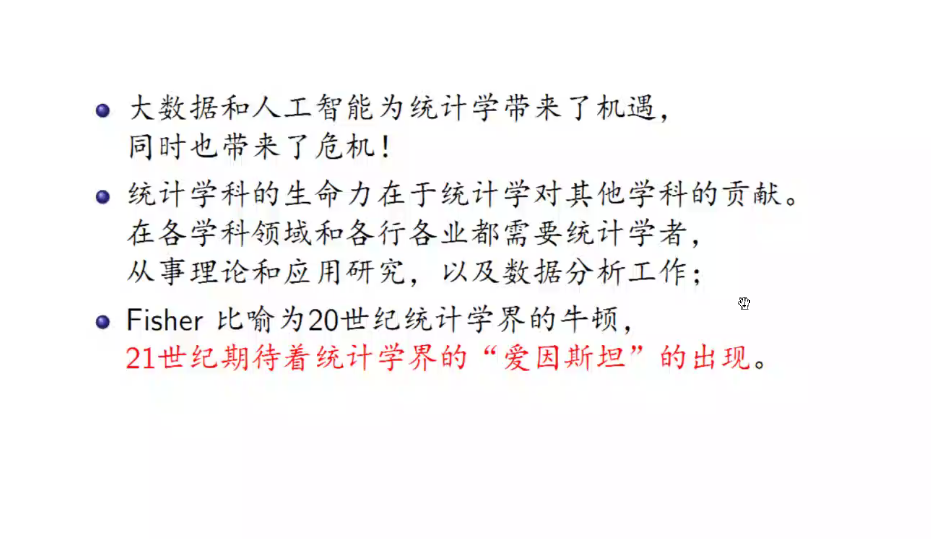 大数据和人工智能为统计学带来了机遇，
同时也带来了危机！
统计学科的生命力在于统计学对其他学科的贡献。
在各学科领域和各行各业都需要统计学者，
从事理论和应用研究，以及数据分析工作；
Fisher 比喻为20世纪统计学界的牛顿，
21世纪期待着统计学界的“爱因斯坦”的出现。